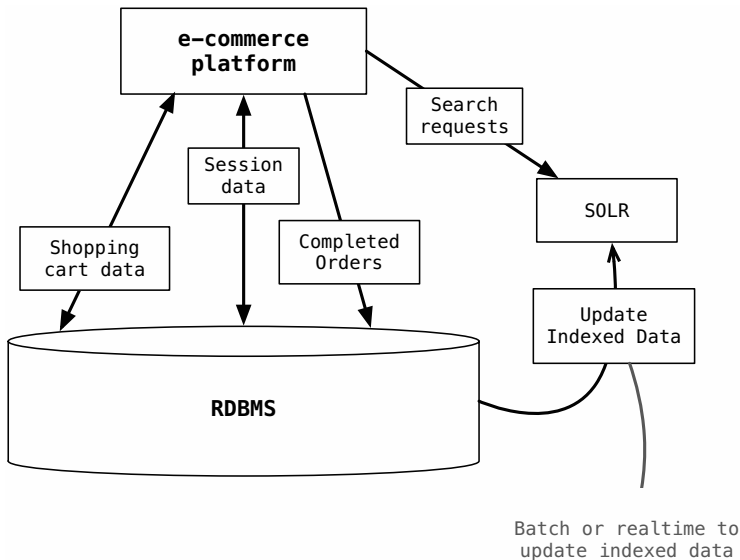 e-commerce
platform
Search
requests
Session
data
SOLR
Shopping
cart data
Completed
Orders
Update
Indexed Data
RDBMS
Batch or realtime to
update indexed data